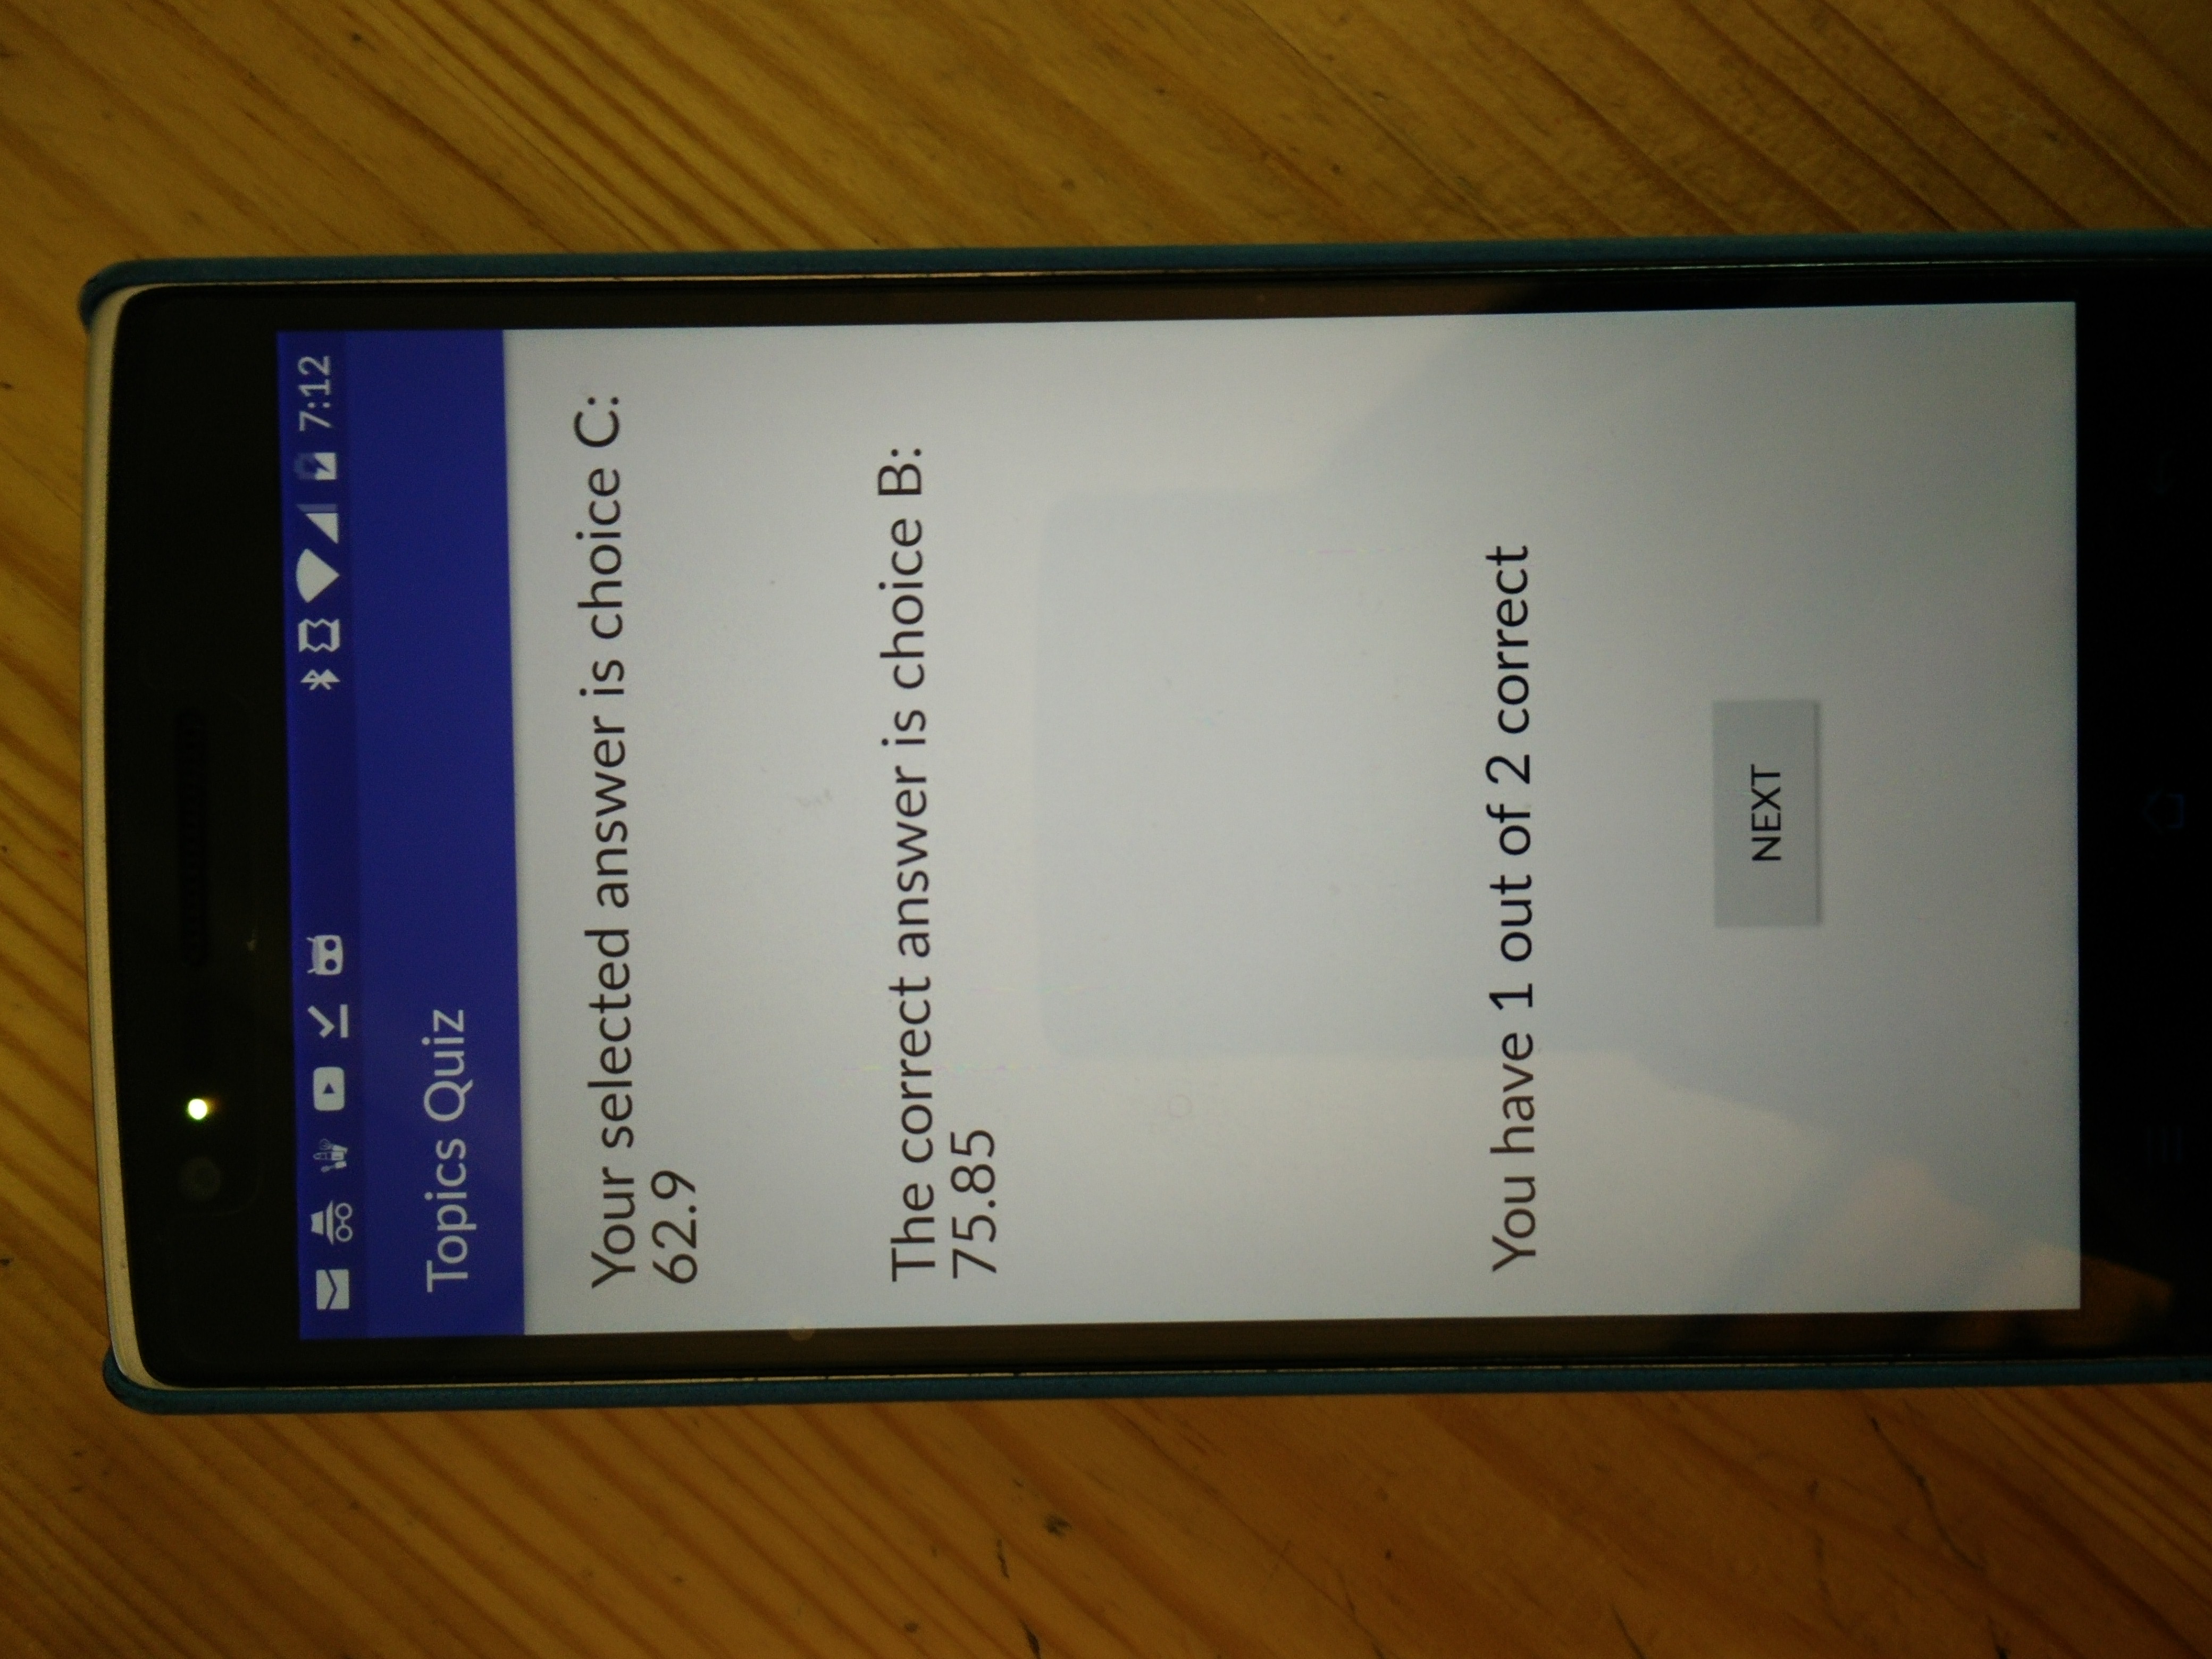 7:12
Topics Quiz
Your selected answer is choice C:
62.9
The correct answer is choice B:
75.85
You have 1 out of 2 correct
NEXT